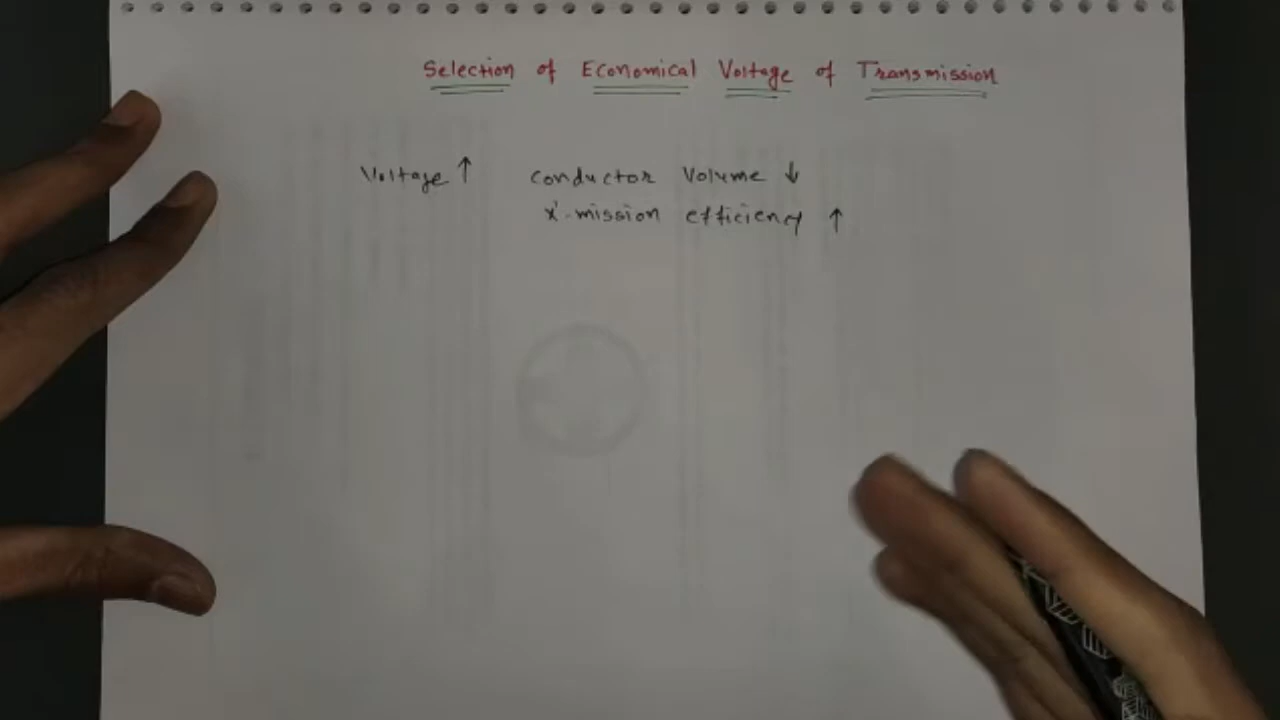 Selection of Economical Voltage of Transmission
Voltage ↑ conductor Volume ↓
x'-mission efficiency ↑